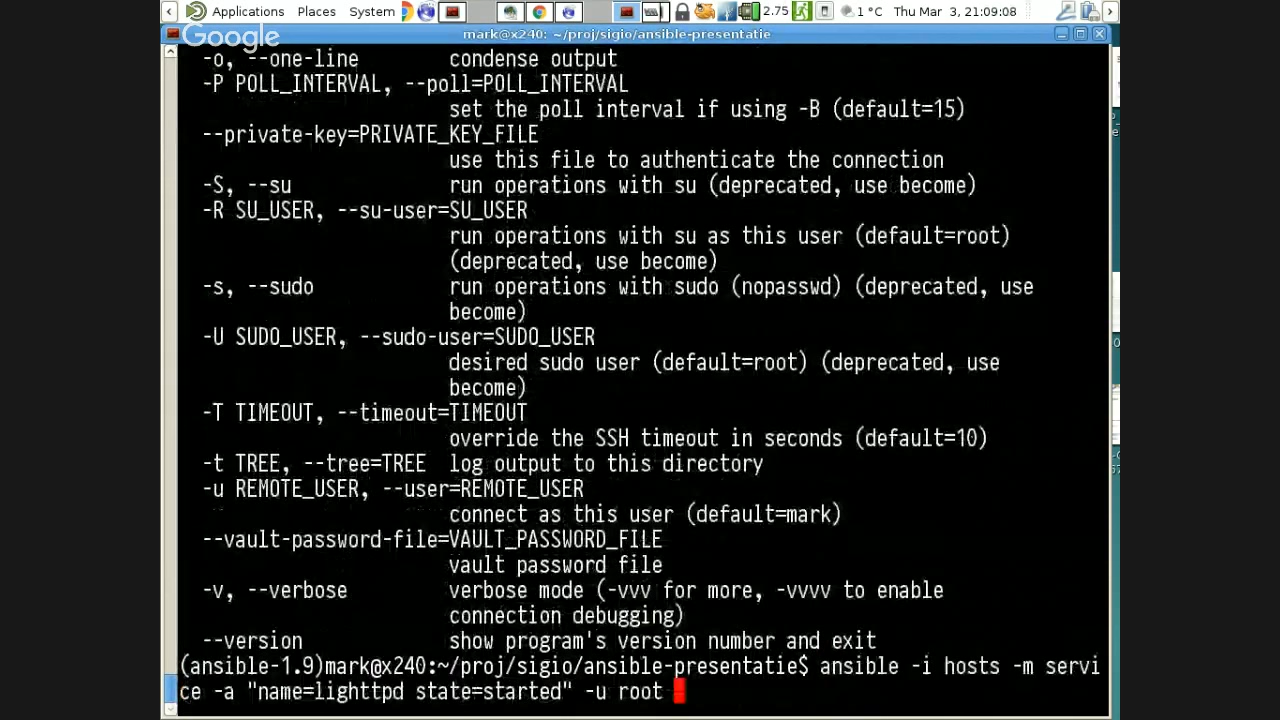 Applications Places System 2.75 1 °C Thu Mar 3, 21:09:08
Google
mark@x240: ~/proj/sigio/ansible-presentatie
-o, --one-line condense output
-P POLL_INTERVAL, --poll=POLL_INTERVAL
set the poll interval if using -B (default=15)
--private-key=PRIVATE_KEY_FILE
use this file to authenticate the connection
-S, --su run operations with su (deprecated, use become)
-R SU_USER, --su-user=SU_USER
run operations with su as this user (default=root)
(deprecated, use become)
-s, --sudo run operations with sudo (nopasswd) (deprecated, use
become)
-U SUDO_USER, --sudo-user=SUDO_USER
desired sudo user (default=root) (deprecated, use
become)
-T TIMEOUT, --timeout=TIMEOUT
override the SSH timeout in seconds (default=10)
-t TREE, --tree=TREE log output to this directory
-u REMOTE_USER, --user=REMOTE_USER
connect as this user (default=mark)
--vault-password-file=VAULT_PASSWORD_FILE
vault password file
-v, --verbose verbose mode (-vvv for more, -vvvv to enable
connection debugging)
--version show program's version number and exit
(ansible-1.9)mark@x240:~/proj/sigio/ansible-presentatie$ ansible -i hosts -m servi
ce -a "name=lighttpd state=started" -u root